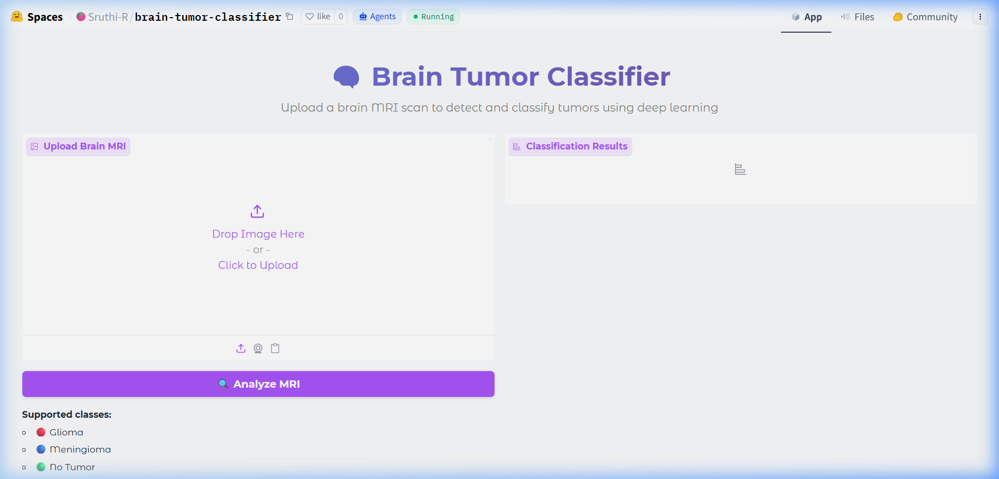 Spaces
Sruthi-R/brain-tumor-classifier
like 0
Agents
Running
App
Files
Community
Brain Tumor Classifier
Upload a brain MRI scan to detect and classify tumors using deep learning
Upload Brain MRI
Drop Image Here
- or -
Click to Upload
Analyze MRI
Supported classes:
Glioma
Meningioma
No Tumor
Classification Results